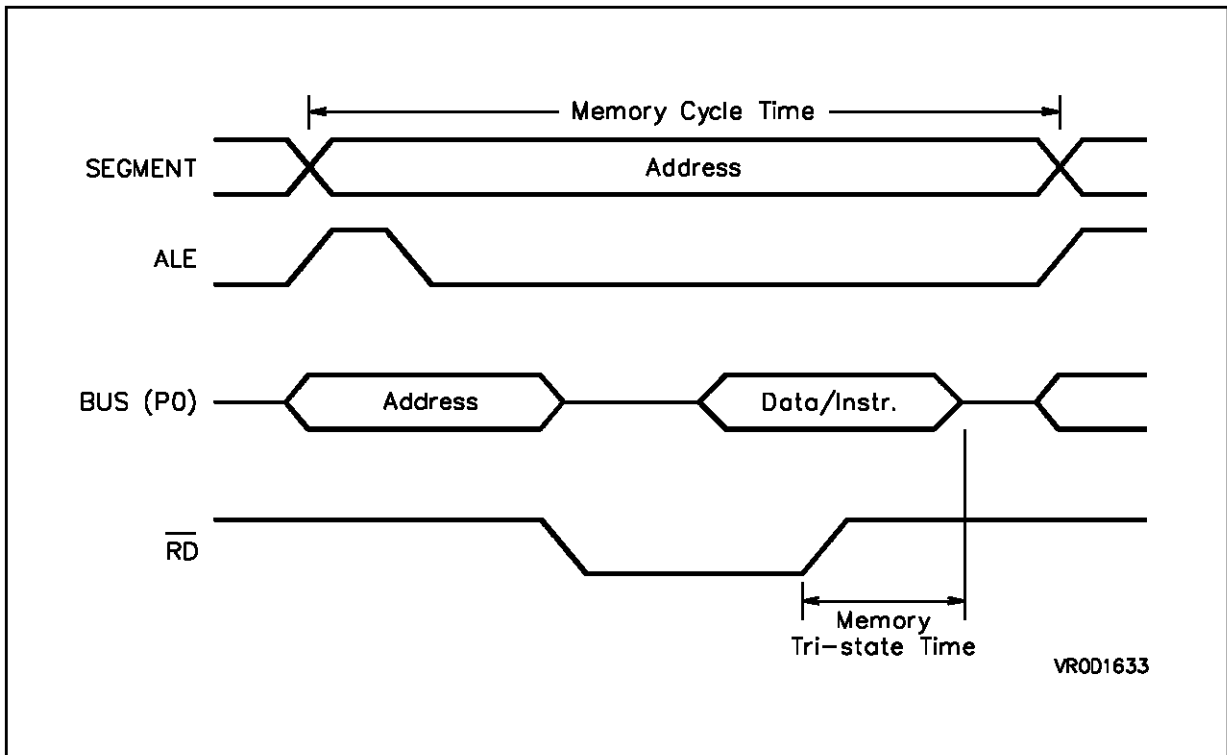 Memory Cycle Time
SEGMENT
Address
ALE
BUS (P0)
Address
Data/Instr.
RD
Memory
Tri-state Time
VR0D1633